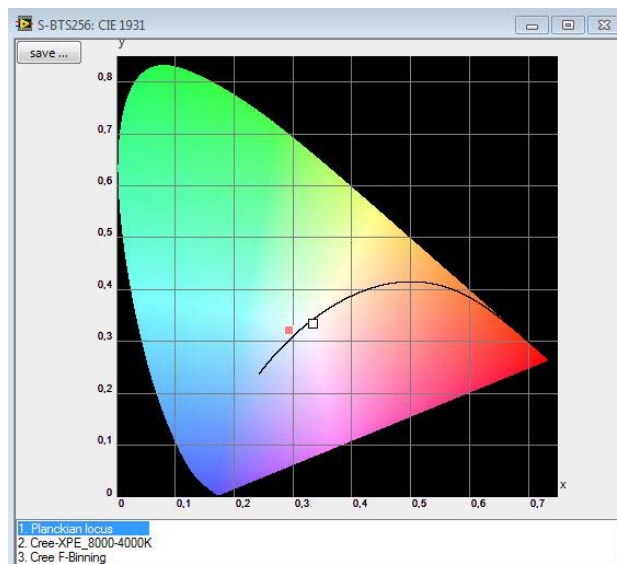 S-BTS256: CIE 1931
save ...
y
0,8
0,7
0,6
0,5
0,4
0,3
0,2
0,1
0
0 0,1 0,2 0,3 0,4 0,5 0,6 0,7
x
1. Planckian locus
2. Cree-XPE_8000-4000K
3. Cree F-Binning